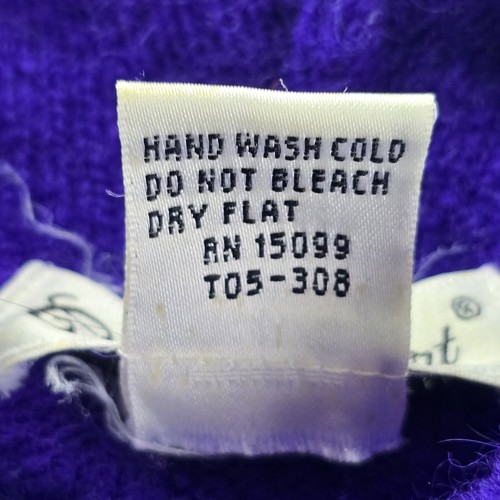 HAND WASH COLD
DO NOT BLEACH
DRY FLAT
RN 15099
T05-308